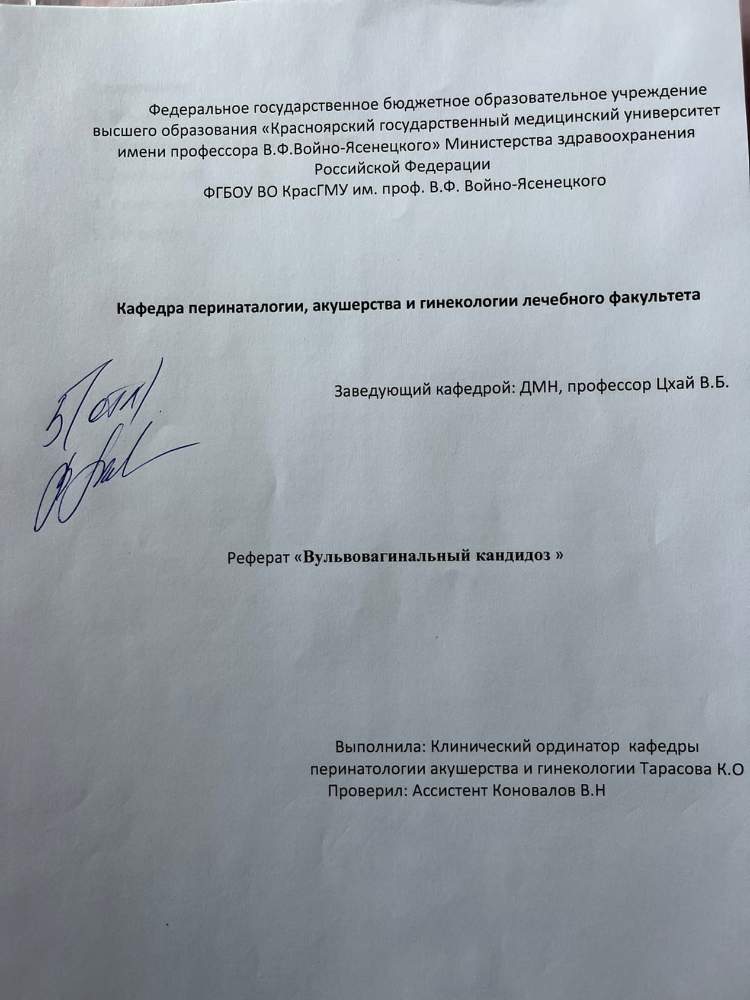 Федеральное государственное бюджетное образовательное учреждение
высшего образования «Красноярский государственный медицинский университет
имени профессора В.Ф.Войно-Ясенецкого» Министерства здравоохранения
Российской Федерации
ФГБОУ ВО КрасГМУ им. проф. В.Ф. Войно-Ясенецкого
Кафедра перинаталогии, акушерства и гинекологии лечебного факультета
Заведующий кафедрой: ДМН, профессор Цхай В.Б.
5 (отл)
Реферат «Вульвовагинальный кандидоз »
Выполнила: Клинический ординатор кафедры
перинатологии акушерства и гинекологии Тарасова К.О
Проверил: Ассистент Коновалов В.Н